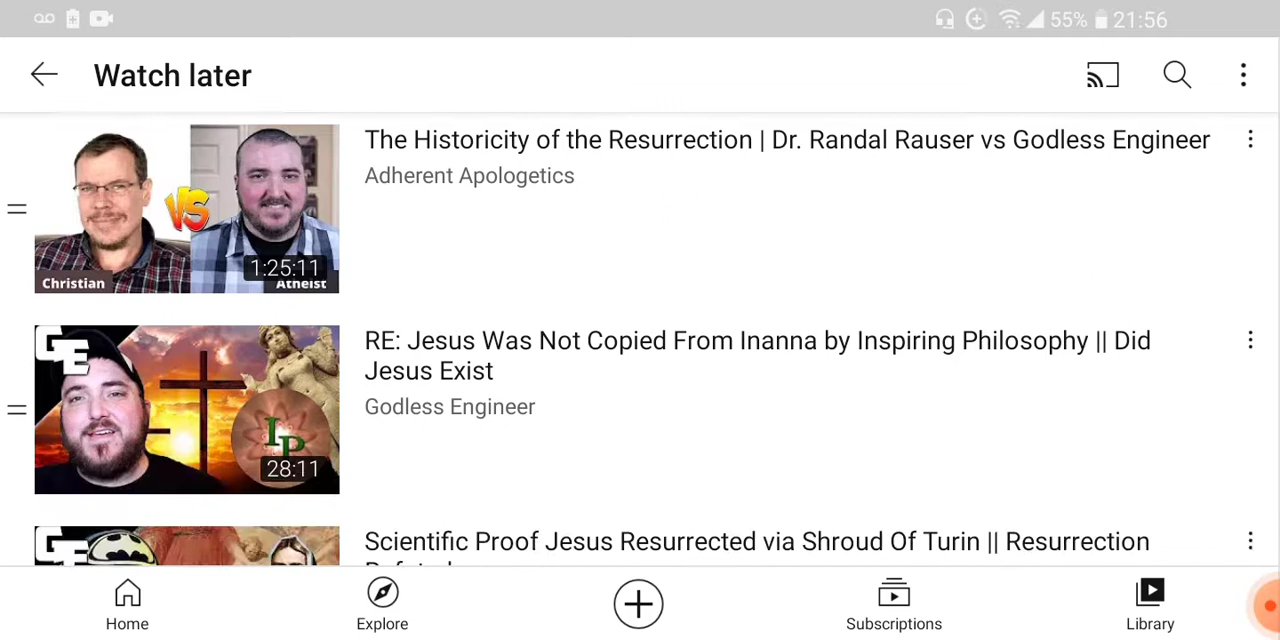 55% 21:56
Watch later
The Historicity of the Resurrection | Dr. Randal Rauser vs Godless Engineer
Adherent Apologetics
VS
1:25:11
Christian
Atheist
RE: Jesus Was Not Copied From Inanna by Inspiring Philosophy || Did
Jesus Exist
Godless Engineer
GE
IP
28:11
Scientific Proof Jesus Resurrected via Shroud Of Turin || Resurrection
GE
Home
Explore
Subscriptions
Library